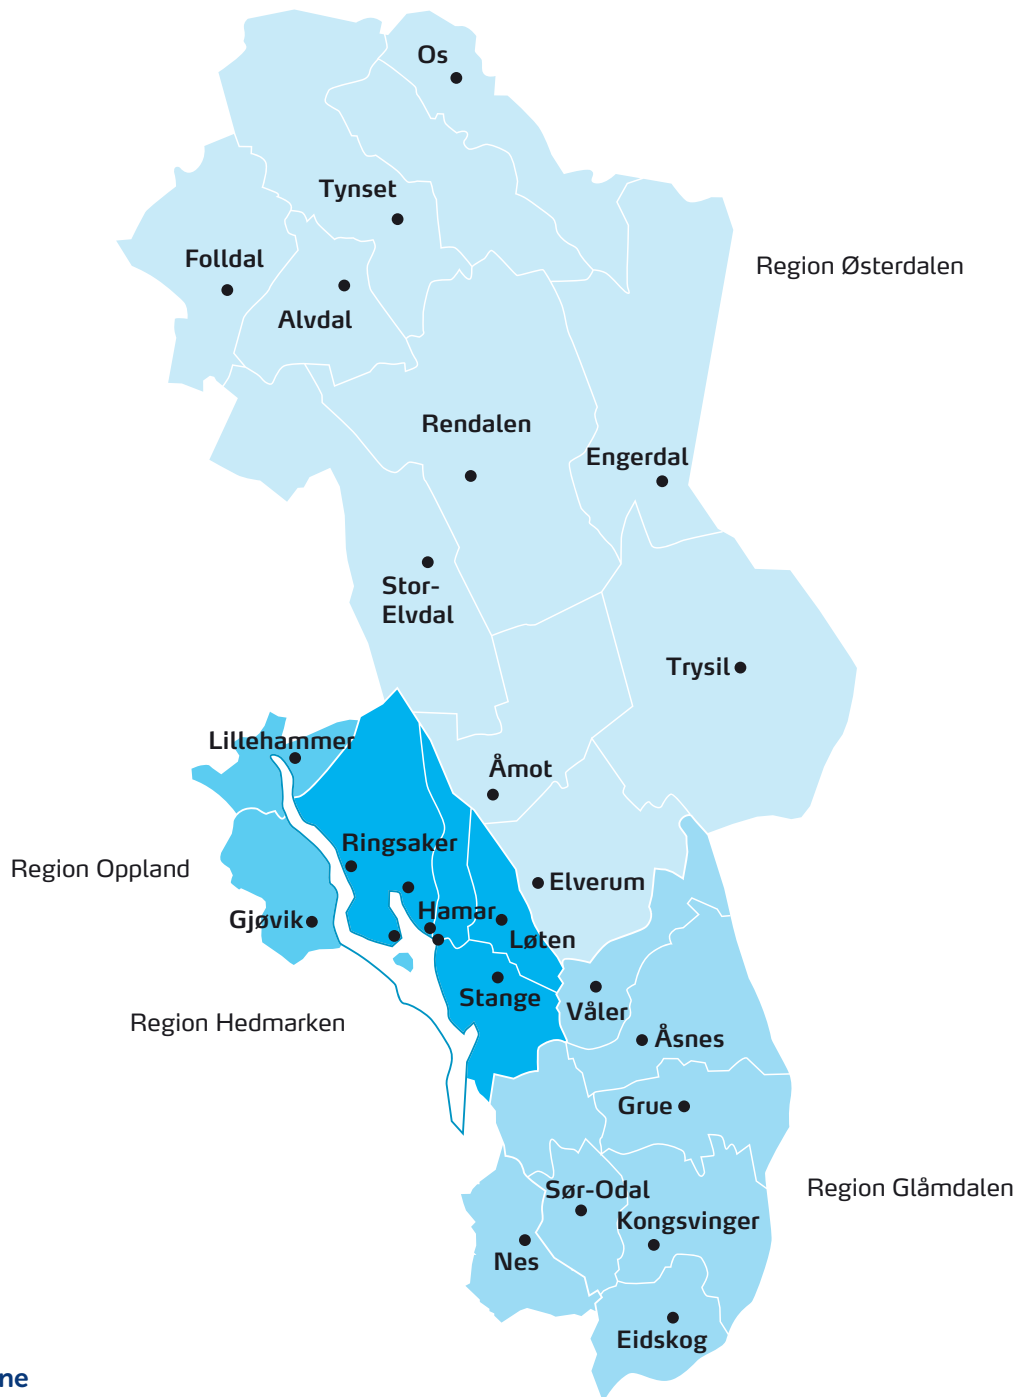 Os
Tynset
Folldal
Region Østerdalen
Alvdal
Rendalen
Engerdal
Stor-
Elvdal
Trysil
Lillehammer
Åmot
Ringsaker
Region Oppland
Elverum
Hamar
Gjøvik
Løten
Stange
Våler
Region Hedmarken
Åsnes
Grue
Sør-Odal
Region Glåmdalen
Kongsvinger
Nes
Eidskog
ne